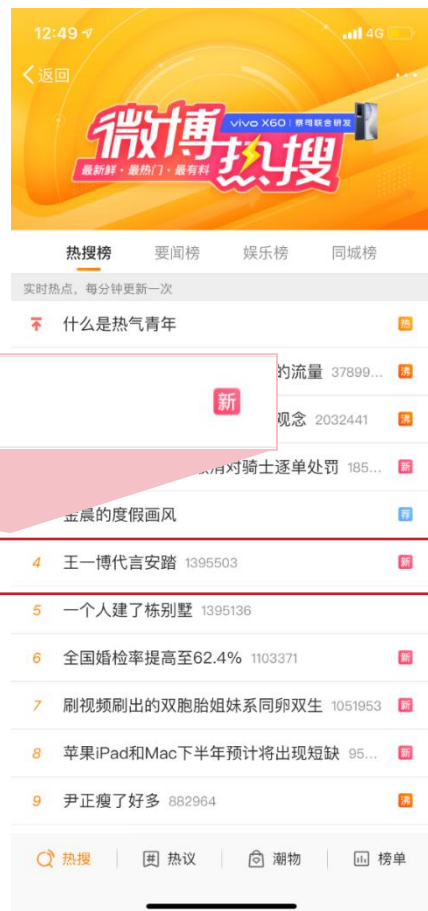 12:49
4G
返回
微博热搜
vivo X60 | 蔡司联合研发
最新鲜·最热门·最有料
热搜榜 要闻榜 娱乐榜 同城榜
实时热点，每分钟更新一次
什么是热气青年 热
的流量 37899... 沸
新
观念 2032441 沸
对骑士逐单处罚 185... 新
金晨的度假画风 荐
4 王一博代言安踏 1395503 新
5 一个人建了栋别墅 1395136
6 全国婚检率提高至62.4% 1103371 新
7 刷视频刷出的双胞胎姐妹系同卵双生 1051953 新
8 苹果iPad和Mac下半年预计将出现短缺 95... 新
9 尹正瘦了好多 882964 沸
热搜 热议 潮物 榜单